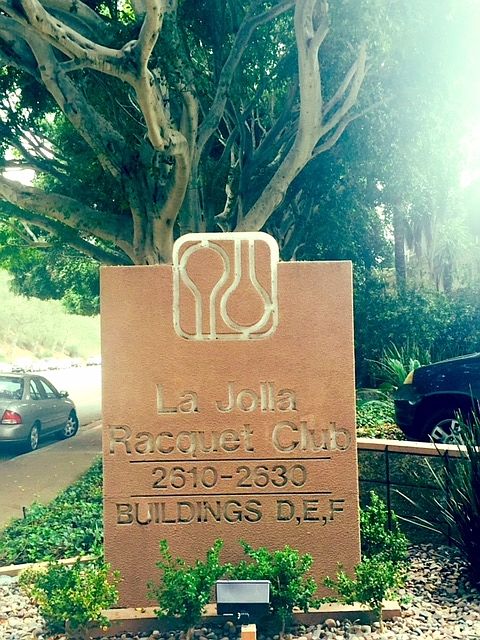 La Jolla
Racquet Club
2610-2630
BUILDINGS D,E,F